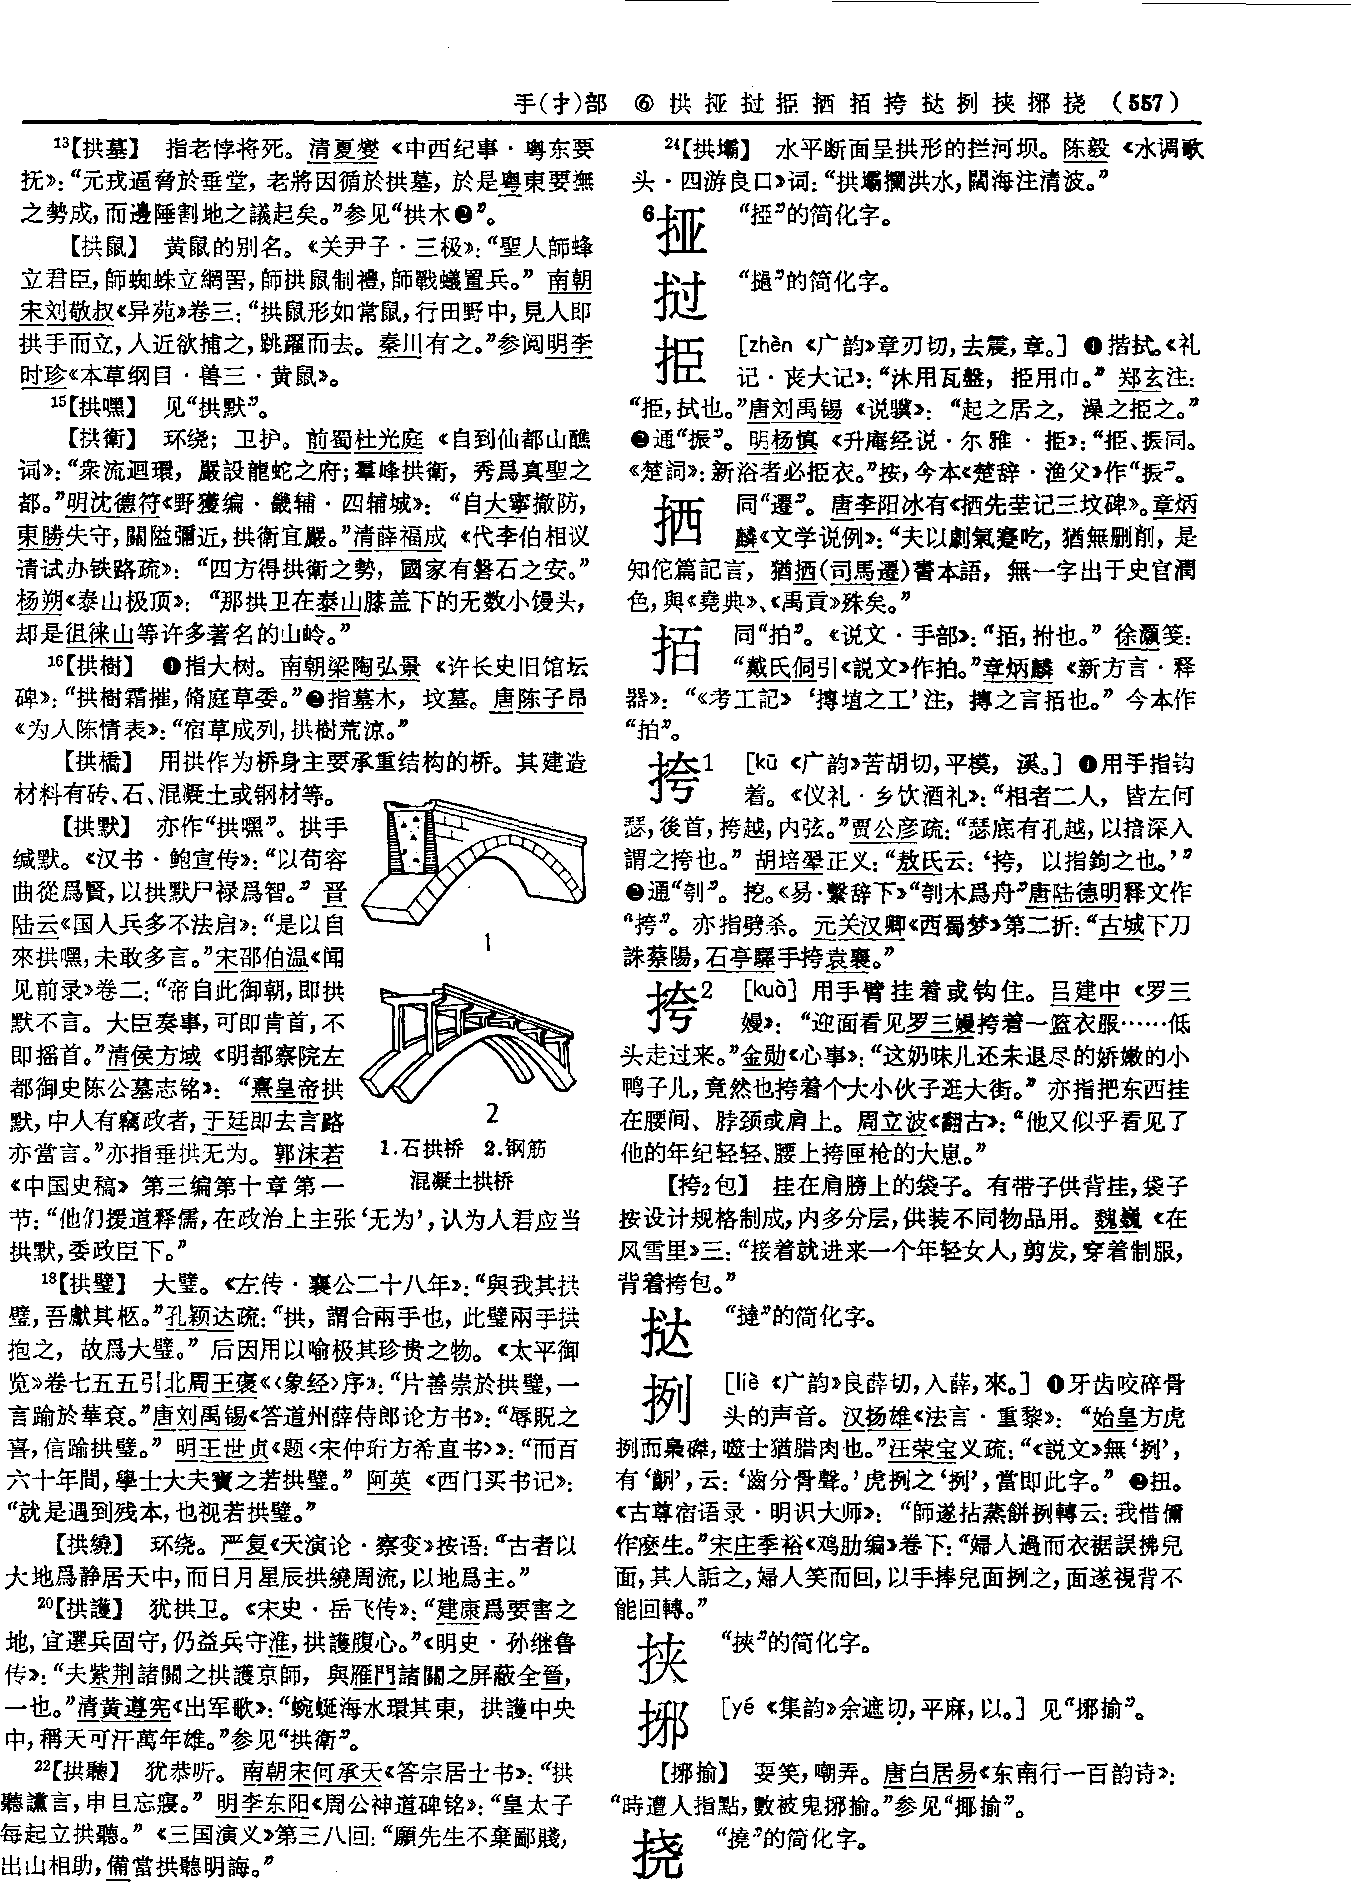 手(扌)部 ⑥ 拱 挜 挝 挋 拪 拰 挎 挞 挒 挟 挪 挠 (557)
¹³【拱墓】 指老悖将死。清夏燮《中西纪事·粤东要
抚》:“元戎逼脅於垂堂,老將因循於拱墓,於是粤東要撫
之勢成,而邊陲割地之議起矣。”参见“拱木❷”。
【拱鼠】 黄鼠的别名。《关尹子·三极》:“聖人師蜂
立君臣,師蜘蛛立網罟,師拱鼠制禮,師戰蟻置兵。” 南朝
宋刘敬叔《异苑》卷三:“拱鼠形如常鼠,行田野中,見人即
拱手而立,人近欲捕之,跳躍而去。秦川有之。”参阅明李
时珍《本草纲目·兽三·黄鼠》。
¹⁵【拱嘿】 见“拱默”。
【拱衛】 环绕;卫护。前蜀杜光庭《自到仙都山醮
词》:“衆流迴環,嚴設龍蛇之府;羣峰拱衛,秀爲真聖之
都。”明沈德符《野獲编·畿辅·四辅城》:“自大寧撤防,
東勝失守,關隘彌近,拱衛宜嚴。”清薛福成《代李伯相议
请试办铁路疏》:“四方得拱衛之勢,國家有磐石之安。”
杨朔《泰山极顶》:“那拱卫在泰山膝盖下的无数小馒头,
却是徂徕山等许多著名的山岭。”
¹⁶【拱樹】 ❶指大树。南朝梁陶弘景《许长史旧馆坛
碑》:“拱樹霜摧,脩庭草委。”❷指墓木,坟墓。唐陈子昂
《为人陈情表》:“宿草成列,拱樹荒凉。”
【拱橋】 用拱作为桥身主要承重结构的桥。其建造
材料有砖、石、混凝土或钢材等。
【拱默】 亦作“拱嘿”。拱手
缄默。《汉书·鲍宣传》:“以苟容
曲從爲賢,以拱默尸禄爲智。”晋
陆云《国人兵多不法启》:“是以自
來拱嘿,未敢多言。”宋邵伯温《闻
见前录》卷二:“帝自此御朝,即拱
默不言。大臣奏事,可即肯首,不
即摇首。”清侯方域《明都察院左
都御史陈公墓志铭》:“熹皇帝拱
默,中人有竊政者,于廷即去言路
亦當言。”亦指垂拱无为。郭沫若
《中国史稿》第三编第十章第一
节:“他们援道释儒,在政治上主张‘无为’,认为人君应当
拱默,委政臣下。”
1
2
1.石拱桥 2.钢筋
混凝土拱桥
¹⁸【拱璧】 大璧。《左传·襄公二十八年》:“與我其拱
璧,吾獻其柩。”孔颖达疏:“拱,謂合兩手也,此璧兩手拱
抱之,故爲大璧。”后因用以喻极其珍贵之物。《太平御
览》卷七五五引北周王褒《〈象经〉序》:“片善崇於拱璧,一
言踰於華衮。”唐刘禹锡《答道州薛侍郎论方书》:“辱貺之
喜,信踰拱璧。”明王世贞《题〈宋仲珩方希直书〉》:“而百
六十年間,學士大夫寶之若拱璧。”阿英《西门买书记》:
“就是遇到残本,也视若拱璧。”
【拱繞】 环绕。严复《天演论·察变》按语:“古者以
大地爲静居天中,而日月星辰拱繞周流,以地爲主。”
²⁰【拱護】 犹拱卫。《宋史·岳飞传》:“建康爲要害之
地,宜選兵固守,仍益兵守淮,拱護腹心。”《明史·孙继鲁
传》:“夫紫荆諸關之拱護京師,與雁門諸關之屏蔽全晉,
一也。”清黄遵宪《出军歌》:“蜿蜒海水環其東,拱護中央
中,稱天可汗萬年雄。”参见“拱衛”。
²²【拱聽】 犹恭听。南朝宋何承天《答宗居士书》:“拱
聽讜言,申旦忘寢。”明李东阳《周公神道碑铭》:“皇太子
每起立拱聽。”《三国演义》第三八回:“願先生不棄鄙賤,
出山相助,備當拱聽明誨。”
²⁴【拱壩】 水平断面呈拱形的拦河坝。陈毅《水调歌
头·四游良口》词:“拱壩攔洪水,闊海注清波。”
⁶挜 “掗”的简化字。
挝 “撾”的简化字。
挋 [zhèn《广韵》章刃切,去震,章。] ❶揩拭。《礼
记·丧大记》:“沐用瓦盤,挋用巾。”郑玄注:
“挋,拭也。”唐刘禹锡《说骥》:“起之居之,澡之挋之。”
❷通“振”。明杨慎《升庵经说·尔雅·挋》:“挋、振同。
《楚詞》:新浴者必挋衣。”按,今本《楚辞·渔父》作“振”。
拪 同“遷”。唐李阳冰有《拪先茔记三坟碑》。章炳
麟《文学说例》:“夫以劇氣蹇吃,猶無删削,是
知佗篇記言,猶拪(司馬遷)書本語,無一字出于史官潤
色,與《堯典》、《禹貢》殊矣。”
𢫦 同“拍”。《说文·手部》:“𢫦,拊也。”徐灝笺:
“戴氏侗引《說文》作拍。”章炳麟《新方言·释
器》:“《考工記》‘摶埴之工’注,摶之言𢫦也。”今本作
“拍”。
挎¹ [kū《广韵》苦胡切,平模,溪。] ❶用手指钩
着。《仪礼·乡饮酒礼》:“相者二人,皆左何
瑟,後首,挎越,内弦。”贾公彦疏:“瑟底有孔越,以指深入
謂之挎也。”胡培翚正义:“敖氏云:‘挎,以指鉤之也。’”
❷通“刳”。挖。《易·繫辞下》“刳木爲舟”唐陆德明释文作
“挎”。亦指劈杀。元关汉卿《西蜀梦》第二折:“古城下刀
誅蔡陽,石亭驛手挎袁襄。”
挎² [kuà] 用手臂挂着或钩住。吕建中《罗三
嫚》:“迎面看见罗三嫚挎着一篮衣服……低
头走过来。”金勋《心事》:“这奶味儿还未退尽的娇嫩的小
鸭子儿,竟然也挎着个大小伙子逛大街。”亦指把东西挂
在腰间、脖颈或肩上。周立波《翻古》:“他又似乎看见了
他的年纪轻轻、腰上挎匣枪的大崽。”
【挎₂包】 挂在肩膀上的袋子。有带子供背挂,袋子
按设计规格制成,内多分层,供装不同物品用。魏巍《在
风雪里》三:“接着就进来一个年轻女人,剪发,穿着制服,
背着挎包。”
挞 “撻”的简化字。
挒 [liè《广韵》良薛切,入薛,來。] ❶牙齿咬碎骨
头的声音。汉扬雄《法言·重黎》:“始皇方虎
挒而梟磔,噬士猶腊肉也。”汪荣宝义疏:“《說文》無‘挒’,
有‘𪗽’,云:‘齒分骨聲。’虎挒之‘挒’,當即此字。”❷扭。
《古尊宿语录·明识大师》:“師遂拈蒸餅挒轉云:我惜儞
作麽生。”宋庄季裕《鸡肋编》卷下:“婦人過而衣裾誤拂兒
面,其人詬之,婦人笑而回,以手捧兒面挒之,面遂視背不
能回轉。”
挟 “挾”的简化字。
挪 [yé《集韵》余遮切,平麻,以。] 见“挪揄”。
【挪揄】 耍笑,嘲弄。唐白居易《东南行一百韵诗》:
“時遭人指點,數被鬼挪揄。”参见“揶揄”。
挠 “撓”的简化字。